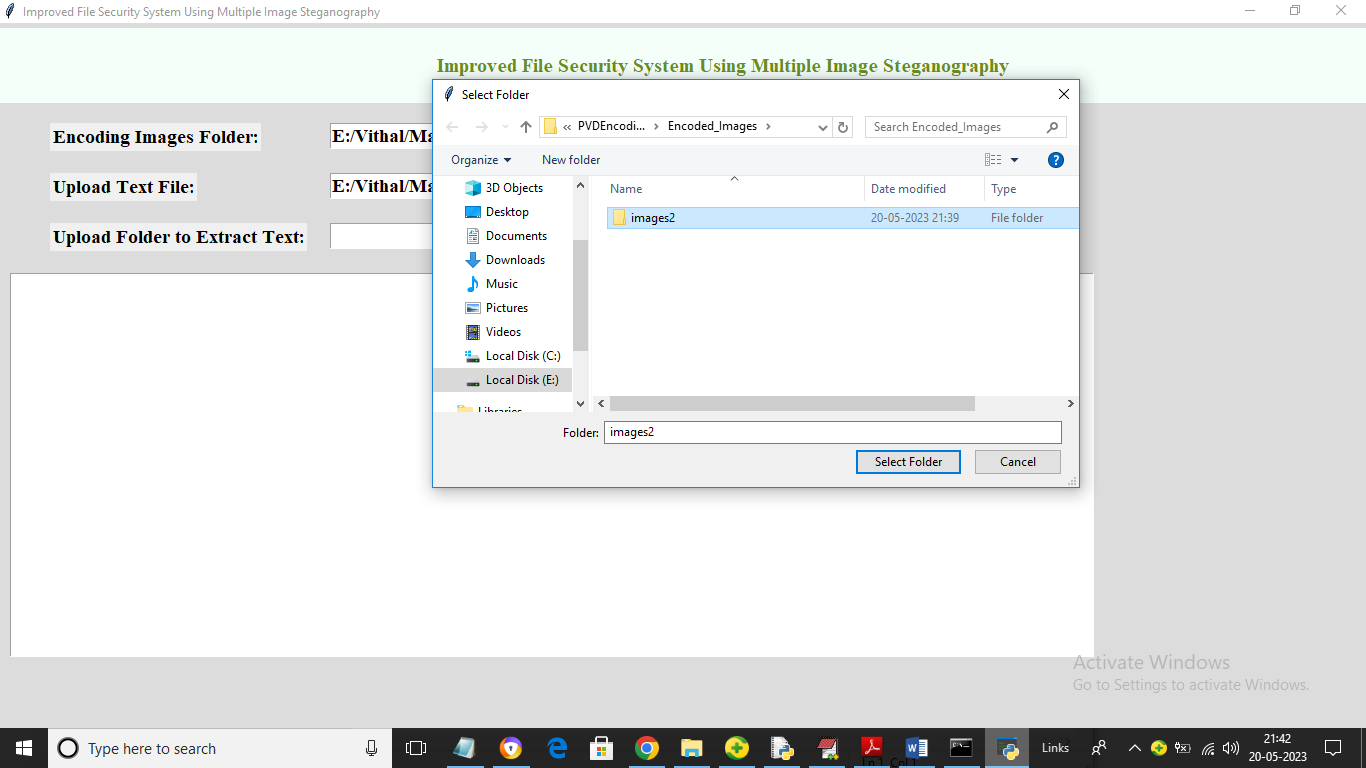 Improved File Security System Using Multiple Image Steganography
Improved File Security System Using Multiple Image Steganography
Select Folder
« PVDEncodi... › Encoded_Images ›
Search Encoded_Images
Organize
New folder
Encoding Images Folder:
E:/Vithal/Ma
Upload Text File:
E:/Vithal/Ma
Upload Folder to Extract Text:
3D Objects
Desktop
Documents
Downloads
Music
Pictures
Videos
Local Disk (C:)
Local Disk (E:)
Libraries
Name Date modified Type
images2 20-05-2023 21:39 File folder
Folder: images2
Select Folder Cancel
Activate Windows
Go to Settings to activate Windows.
Type here to search
Links
21:42
20-05-2023